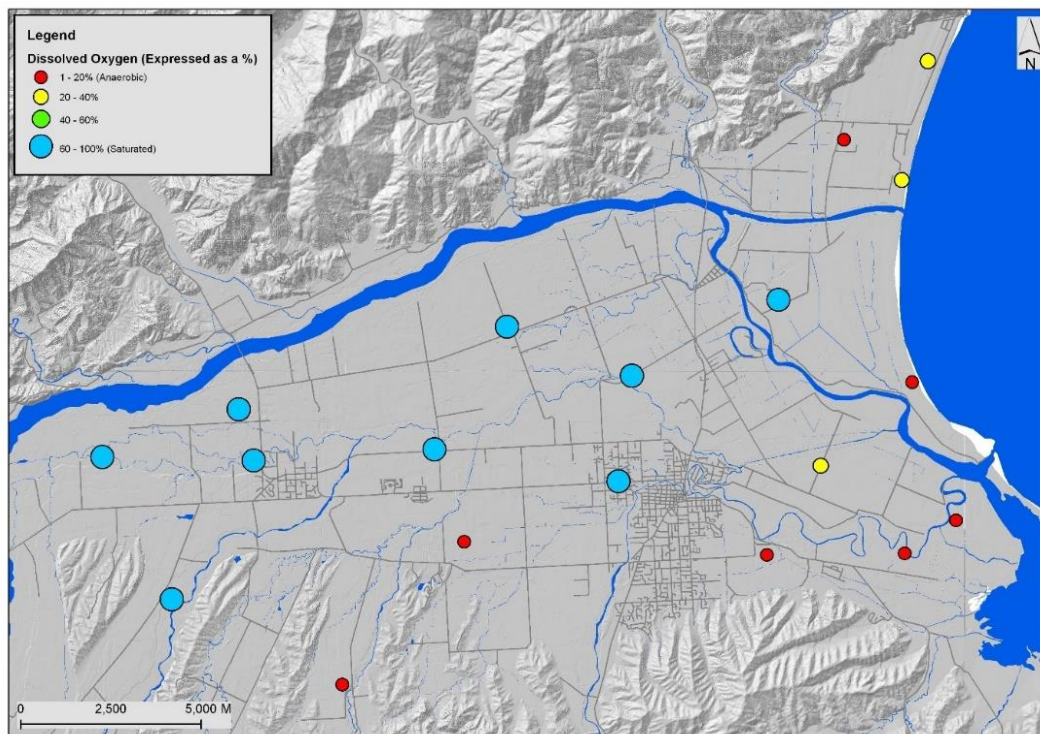 Legend
Dissolved Oxygen (Expressed as a %)
1 - 20% (Anaerobic)
20 - 40%
40 - 60%
60 - 100% (Saturated)
N
0 2,500 5,000 M